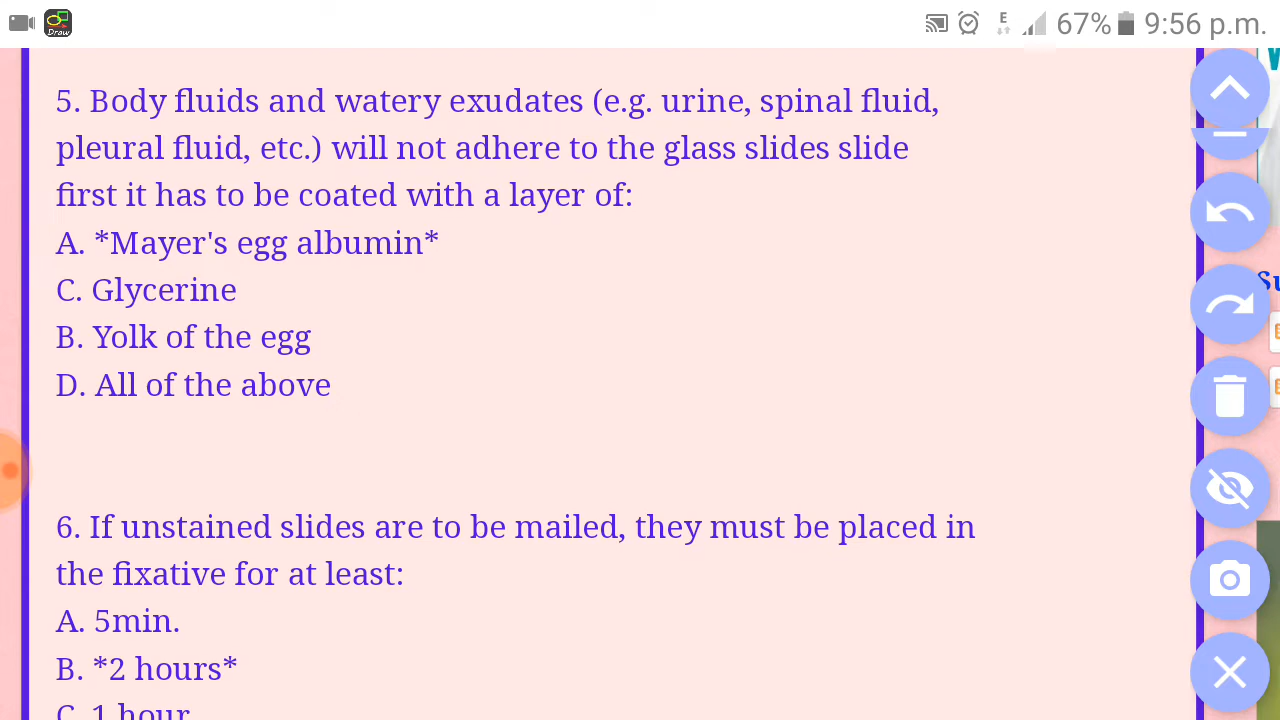 Draw
E
67%
9:56 p.m.
5. Body fluids and watery exudates (e.g. urine, spinal fluid,
pleural fluid, etc.) will not adhere to the glass slides slide
first it has to be coated with a layer of:
A. *Mayer's egg albumin*
C. Glycerine
B. Yolk of the egg
D. All of the above
6. If unstained slides are to be mailed, they must be placed in
the fixative for at least:
A. 5min.
B. *2 hours*
C. 1 hour